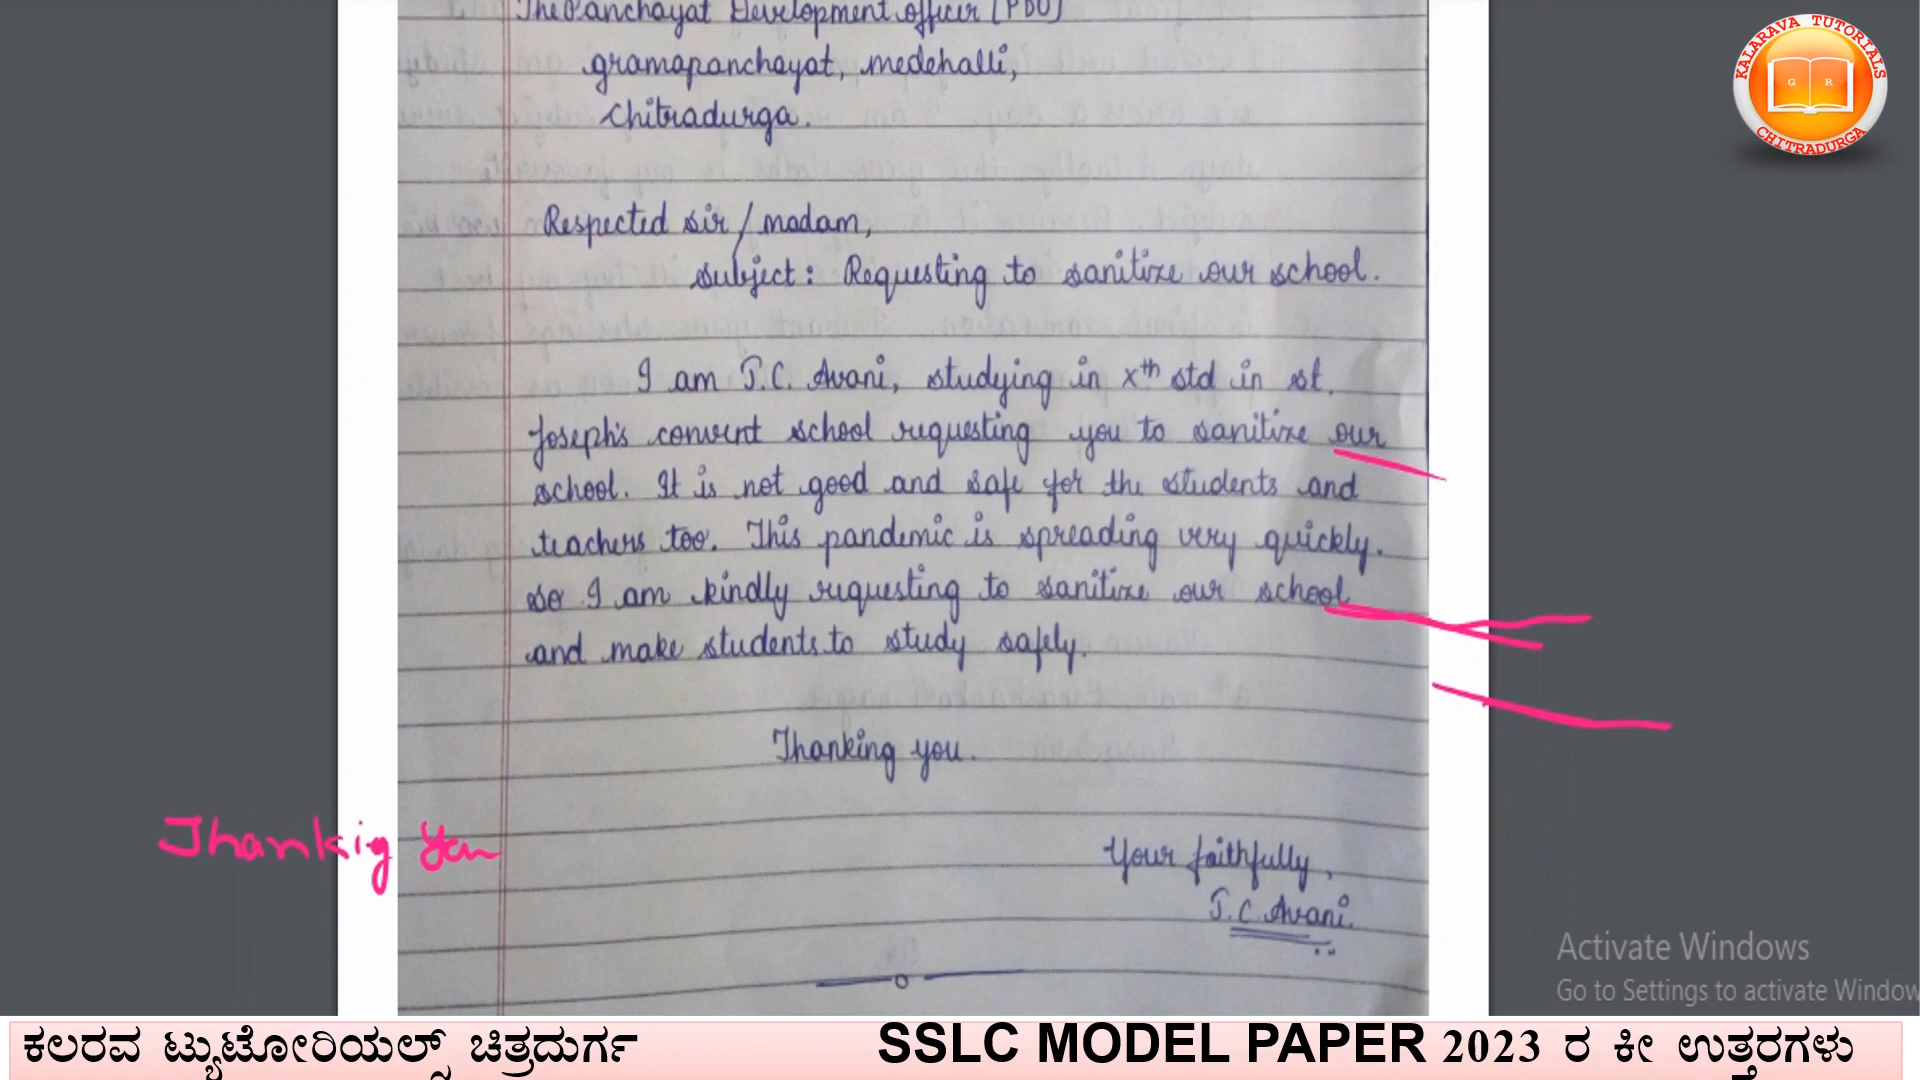 The Panchayat Development officer [PDO]
gramapanchayat, medehalli,
Chitradurga.
Respected sir / madam,
subject: Requesting to sanitize our school.
I am T.C. Avani, studying in xth std in st.
Joseph's convent school requesting you to sanitize our
school. It is not good and safe for the students and
teachers too. This pandemic is spreading very quickly.
so I am kindly requesting to sanitize our school
and make students to study safely.
Thanking you.
Thankig You
Your faithfully,
T.C. Avani.
KALARAVA TUTORIALS
G R
CHITRADURGA
Activate Windows
Go to Settings to activate Window
ಕಲರವ ಟ್ಯುಟೋರಿಯಲ್ಸ್ ಚಿತ್ರದುರ್ಗ
SSLC MODEL PAPER 2023 ರ ಕೀ ಉತ್ತರಗಳು